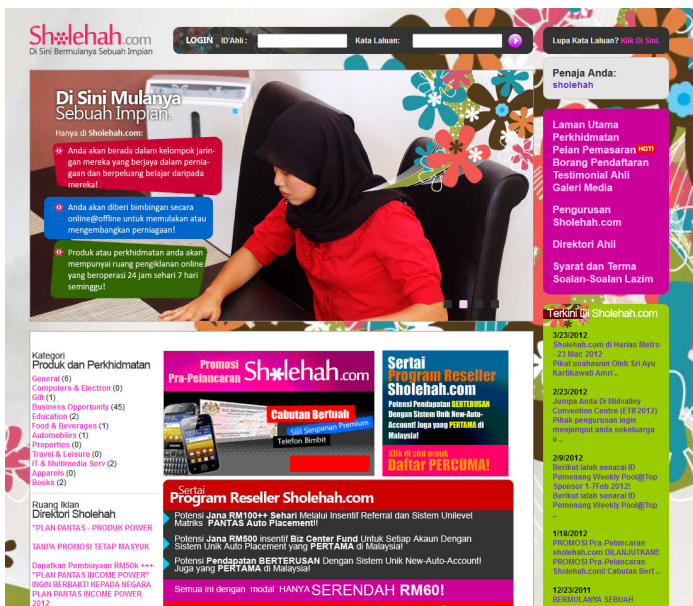 Sholehah.com
Di Sini Bermulanya Sebuah Impian
LOGIN ID Ahli :
Kata Laluan:
Lupa Kata Laluan? Klik Di Sini.
Di Sini Mulanya
Sebuah Impian.
Hanya di Sholehah.com:
Anda akan berada dalam kelompok jarin-
gan mereka yang berjaya dalam pernia-
gaan dan berpeluang belajar daripada
mereka!
Anda akan diberi bimbingan secara
online@offline untuk memulakan atau
mengembangkan perniagaan!
Produk atau perkhidmatan anda akan
mempunyai ruang pengiklanan online
yang beroperasi 24 jam sehari 7 hari
seminggu!
Penaja Anda:
sholehah
Laman Utama
Perkhidmatan
Pelan Pemasaran HOT!
Borang Pendaftaran
Testimonial Ahli
Galeri Media
Pengurusan
Sholehah.com
Direktori Ahli
Syarat dan Terma
Soalan-Soalan Lazim
Terkini Di Sholehah.com
3/23/2012
Sholehah.com di Harian Metro
- 23 Mac 2012
Pikat usahawan Oleh Sri Ayu
Kartikawati Amri ..
2/23/2012
Jumpa Anda Di Midvalley
Convention Centre (ETIF2012)
Pihak pengurusan ingin
menjemput anda sekeluarga
u ..
2/9/2012
Berikut ialah senarai ID
Pemenang Weekly Pool@Top
Sponsor 1-7Feb 2012!
Berikut ialah senarai ID
Pemenang Weekly Pool@Top
..
1/18/2012
PROMOSI Pra-Pelancaran
sholehah.com DILANJUTKAN!!
PROMOSI Pra-Pelancaran
Sholehah.com! Cabutan Bert ..
12/23/2011
BERMULANYA SEBUAH
Kategori
Produk dan Perkhidmatan
General (6)
Computers & Electron (0)
Gift (1)
Business Opportunity (45)
Education (2)
Food & Beverages (1)
Automobiles (1)
Properties (0)
Travel & Leisure (0)
IT & Multimedia Serv (2)
Apparels (0)
Books (2)
Ruang Iklan
Direktori Sholehah
"PLAN PANTAS - PRODUK POWER
TANPA PROMOSI TETAP MASYUK
Dapatkan Pembiayaan RM50k +++
"PLAN PANTAS INCOME POWER"
INGIN BERBAKTI KEPADA NEGARA
PLAN PANTAS INCOME POWER
2012
Promosi
Pra-Pelancaran Sholehah.com
Cabutan Bertuah
Sijil Simpanan Premium
Telefon Bimbit
Sertai
Program Reseller
Sholehah.com
Potensi Pendapatan BERTERUSAN
Dengan Sistem Unik New-Auto-
Account! Juga yang PERTAMA di
Malaysia!
Klik di sini untuk
Daftar PERCUMA!
Sertai
Program Reseller Sholehah.com
Potensi Jana RM100++ Sehari Melalui Insentif Referral dan Sistem Unilevel
Matriks PANTAS Auto Placement!!
Potensi Jana RM500 insentif Biz Center Fund Untuk Setiap Akaun Dengan
Sistem Unik Auto Placement yang PERTAMA di Malaysia!
Potensi Pendapatan BERTERUSAN Dengan Sistem Unik New-Auto-Account!
Juga yang PERTAMA di Malaysia!
Semua ini dengan modal HANYA SERENDAH RM60!